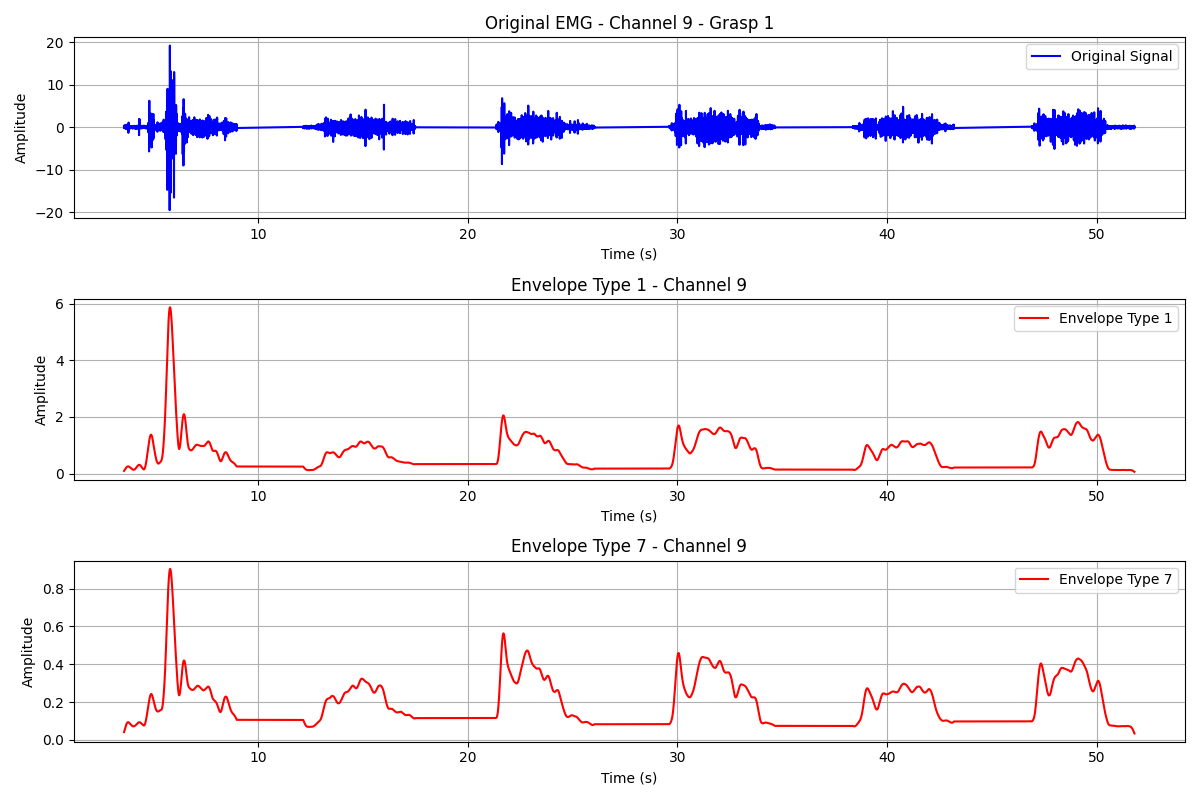 Original EMG - Channel 9 - Grasp 1
Original Signal
20
10
0
−10
−20
Amplitude
10 20 30 40 50
Time (s)
Envelope Type 1 - Channel 9
Envelope Type 1
6
4
2
0
Amplitude
10 20 30 40 50
Time (s)
Envelope Type 7 - Channel 9
Envelope Type 7
0.8
0.6
0.4
0.2
0.0
Amplitude
10 20 30 40 50
Time (s)